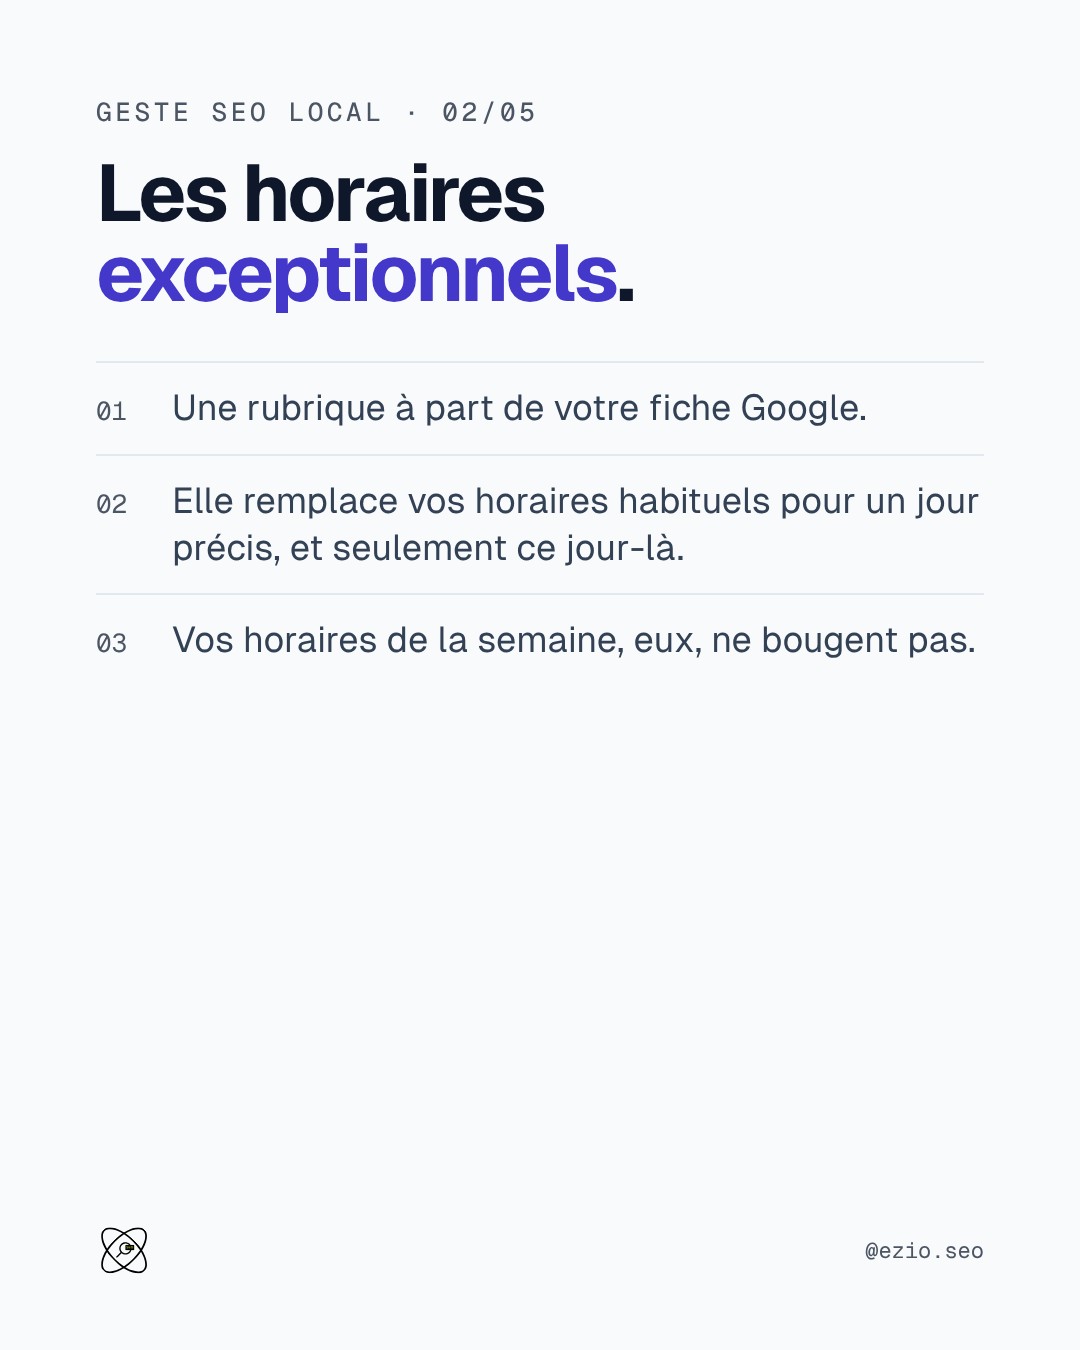 GESTE SEO LOCAL · 02/05
Les horaires
exceptionnels.
01 Une rubrique à part de votre fiche Google.
02 Elle remplace vos horaires habituels pour un jour
précis, et seulement ce jour-là.
03 Vos horaires de la semaine, eux, ne bougent pas.
@ezio.seo